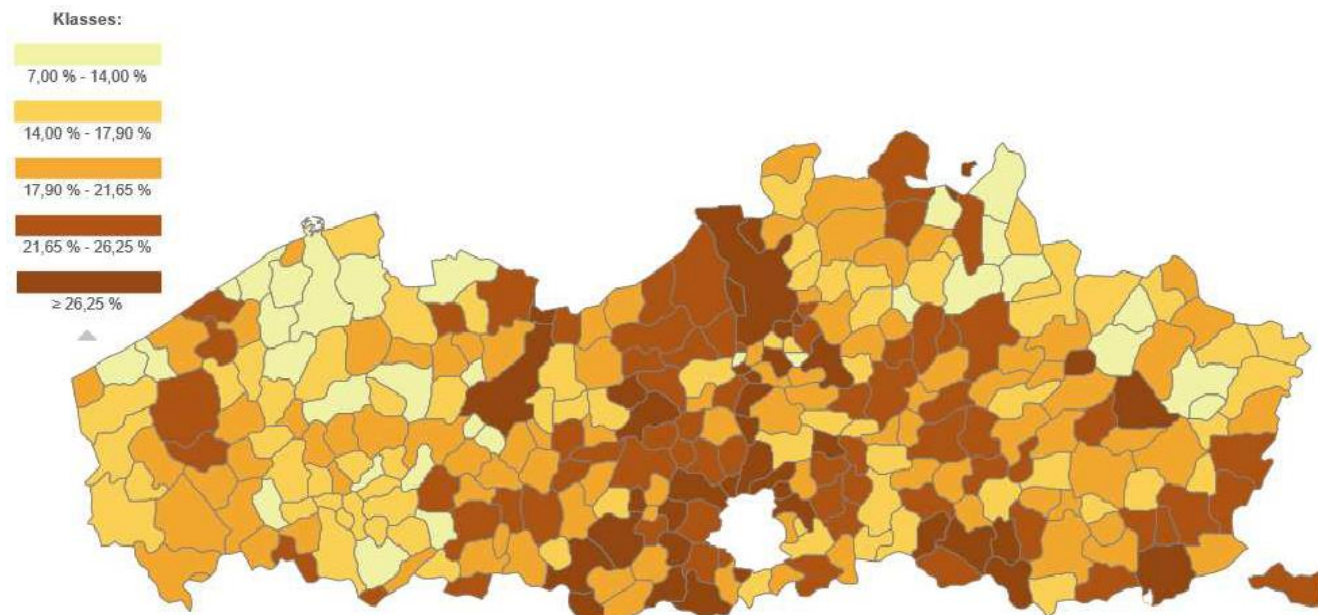 Klasses:
7,00 % - 14,00 %
14,00 % - 17,90 %
17,90 % - 21,65 %
21,65 % - 26,25 %
≥ 26,25 %